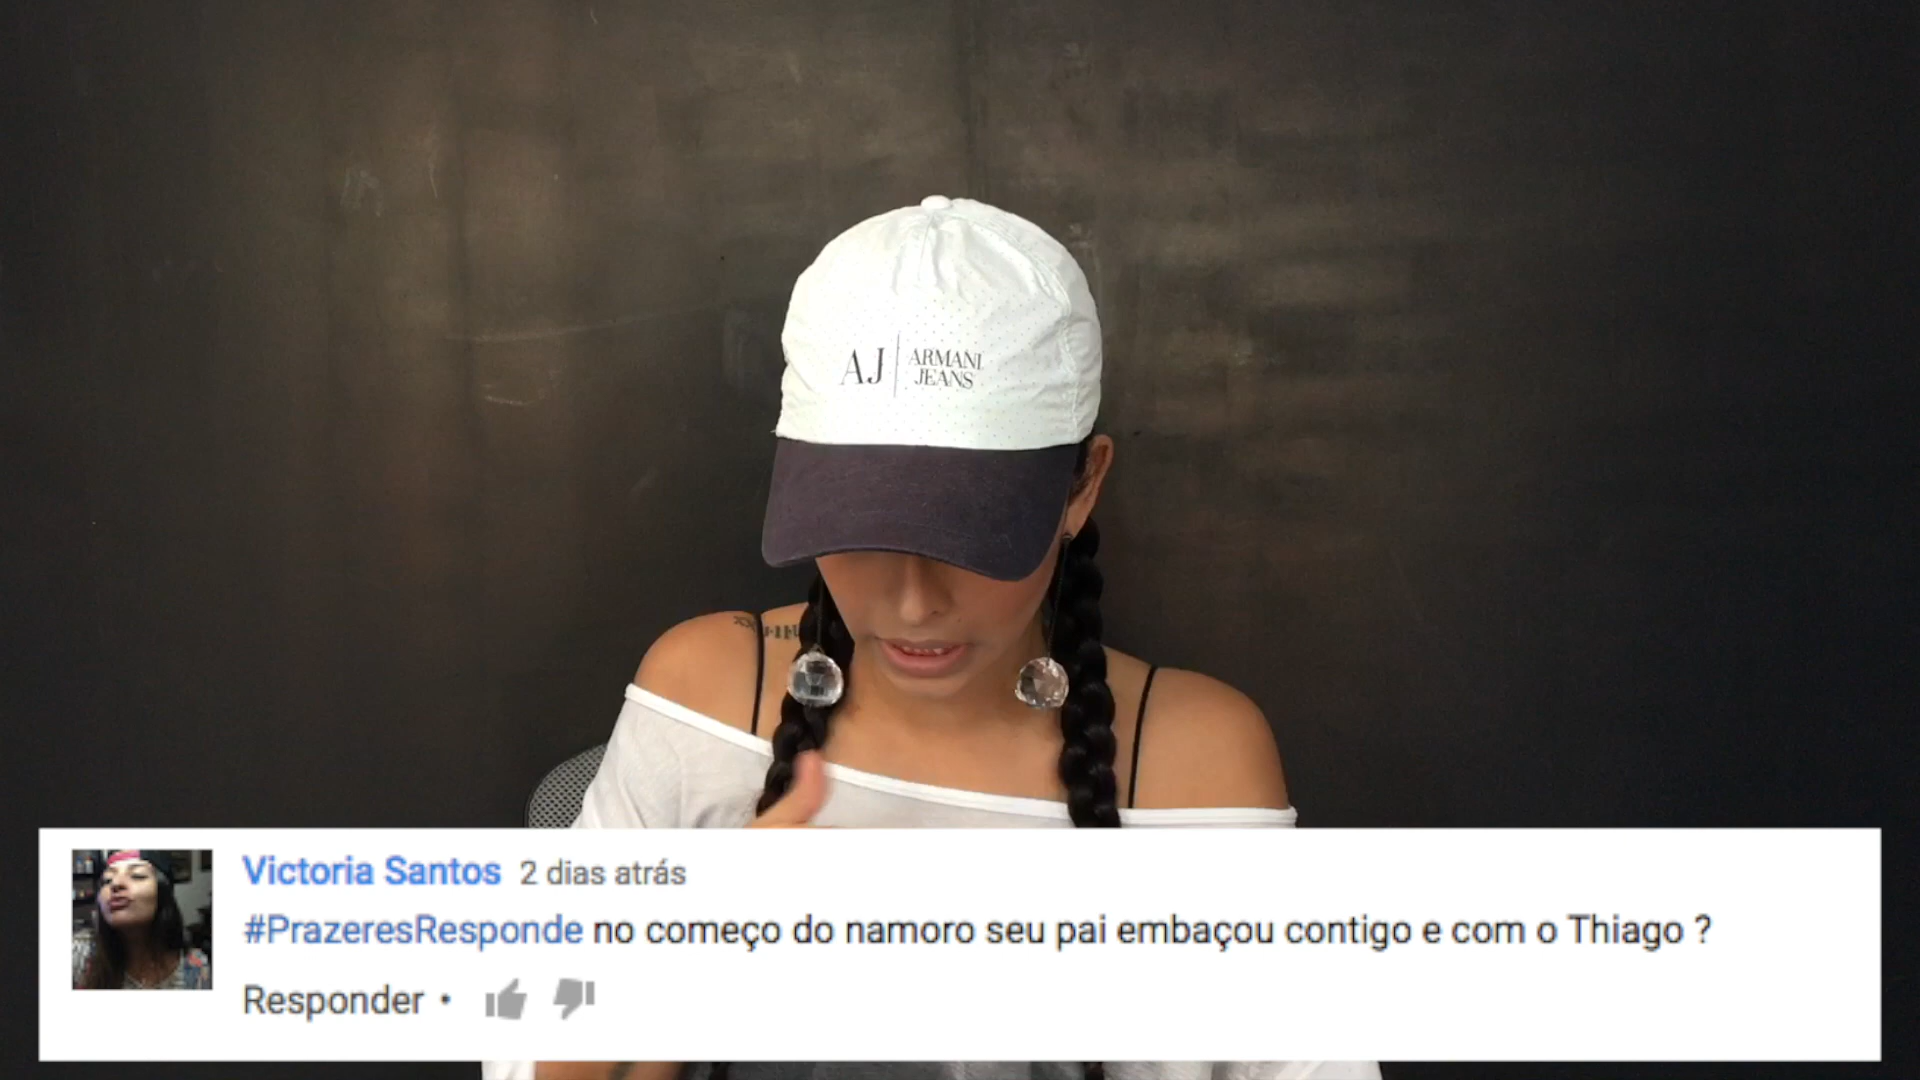 AJ ARMANI
JEANS
Victoria Santos 2 dias atrás
#PrazeresResponde no começo do namoro seu pai embaçou contigo e com o Thiago ?
Responder •